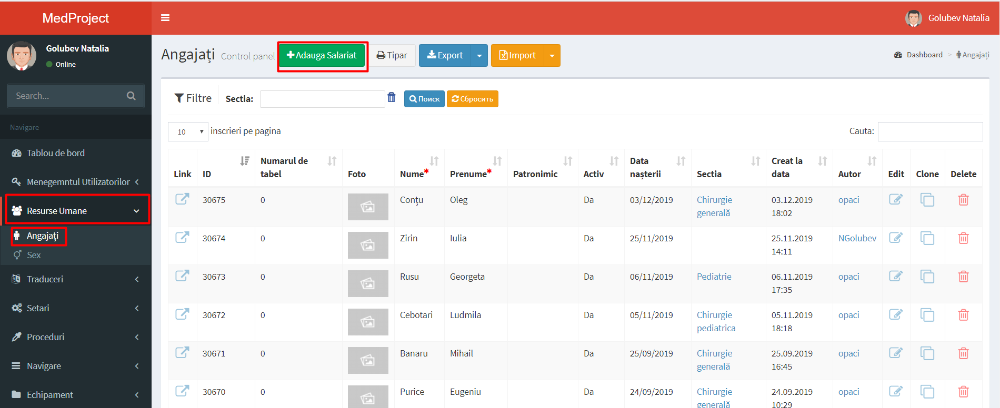 MedProject
Golubev Natalia
Golubev Natalia
Online
Search...
Navigare
Tablou de bord
Menegemntul Utilizatorilor
Resurse Umane
Angajați
Sex
Traduceri
Setari
Proceduri
Navigare
Echipament
Angajați Control panel Adauga Salariat Tipar Export Import
Dashboard > Angajați
Filtre Sectia: Поиск Сбросить
10 inscrieri pe pagina Cauta:
Link ID Numarul de tabel Foto Nume* Prenume* Patronimic Activ Data nașterii Sectia Creat la data Autor Edit Clone Delete
30675 0 Conțu Oleg Da 03/12/2019 Chirurgie generală 03.12.2019 18:02 opaci
30674 0 Zirin Iulia Da 25/11/2019 25.11.2019 14:11 NGolubev
30673 0 Rusu Georgeta Da 06/11/2019 Pediatrie 06.11.2019 17:35 opaci
30672 0 Cebotari Ludmila Da 05/11/2019 Chirurgie pediatrica 05.11.2019 18:18 opaci
30671 0 Banaru Mihail Da 25/09/2019 Chirurgie generală 25.09.2019 16:45 opaci
30670 0 Purice Eugeniu Da 24/09/2019 Chirurgie generală 24.09.2019 10:29 opaci